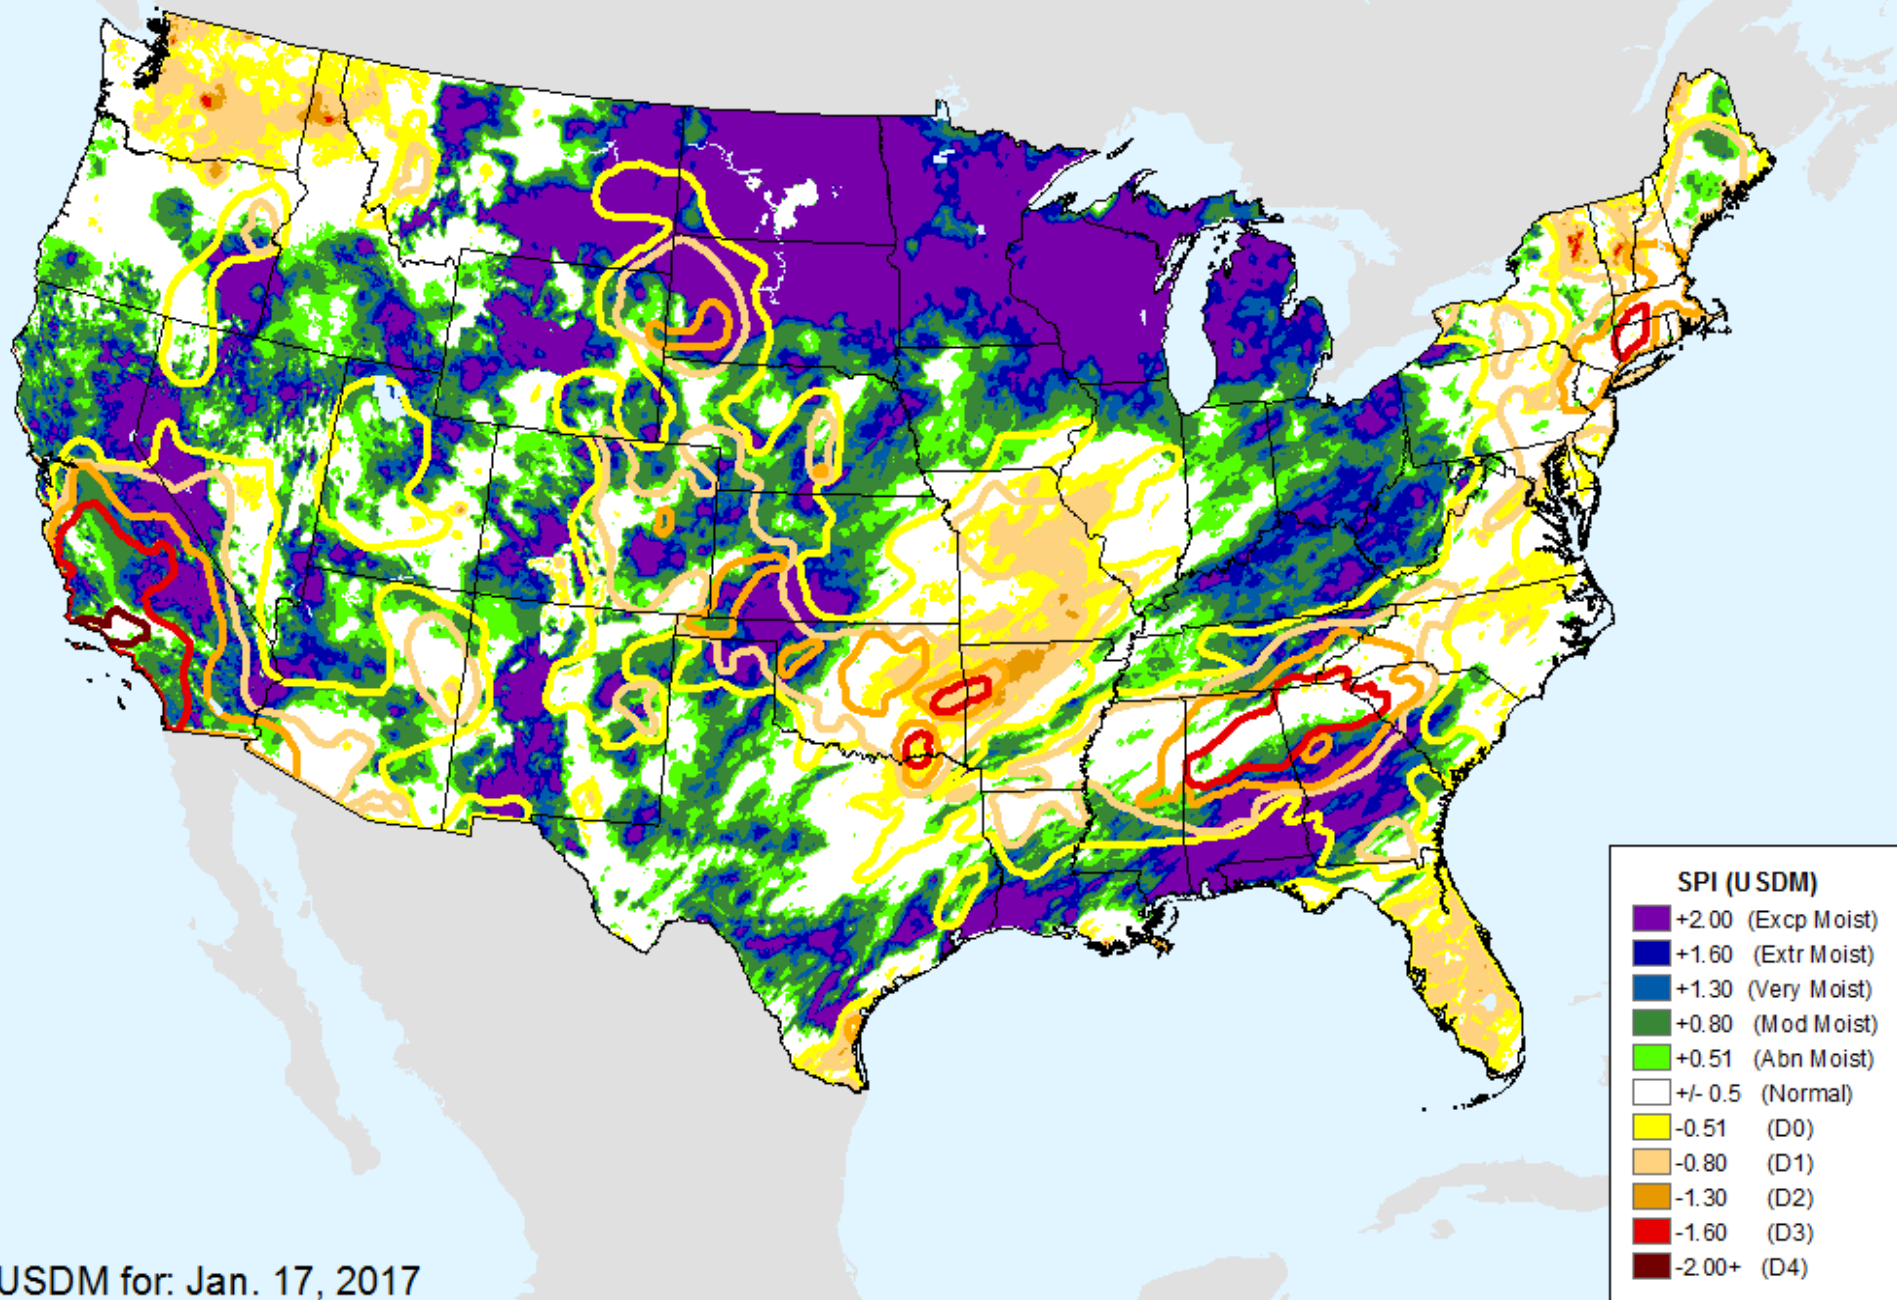 SPI (USDM)
+2.00 (Excp Moist)
+1.60 (Extr Moist)
+1.30 (Very Moist)
+0.80 (Mod Moist)
+0.51 (Abn Moist)
+/- 0.5 (Normal)
-0.51 (D0)
-0.80 (D1)
-1.30 (D2)
-1.60 (D3)
-2.00+ (D4)
USDM for: Jan. 17, 2017